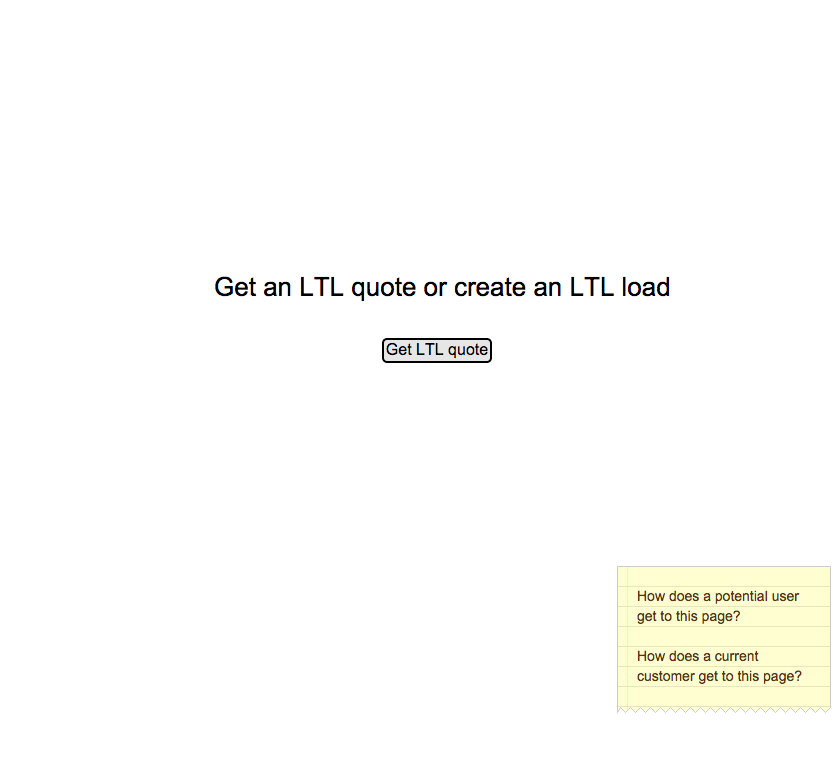 Get an LTL quote or create an LTL load
Get LTL quote
How does a potential user
get to this page?
How does a current
customer get to this page?